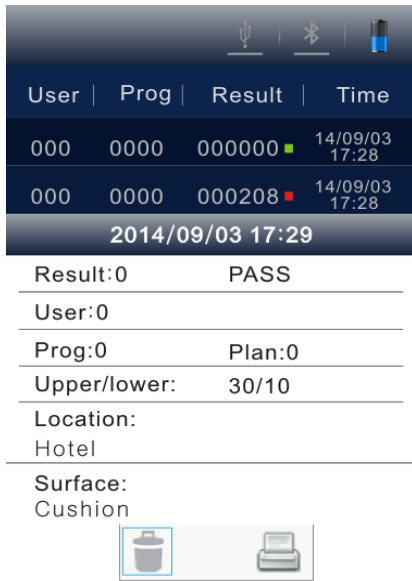 User | Prog | Result | Time
000 0000 000000 14/09/03 17:28
000 0000 000208 14/09/03 17:28
2014/09/03 17:29
Result:0 PASS
User:0
Prog:0 Plan:0
Upper/lower: 30/10
Location:
Hotel
Surface:
Cushion